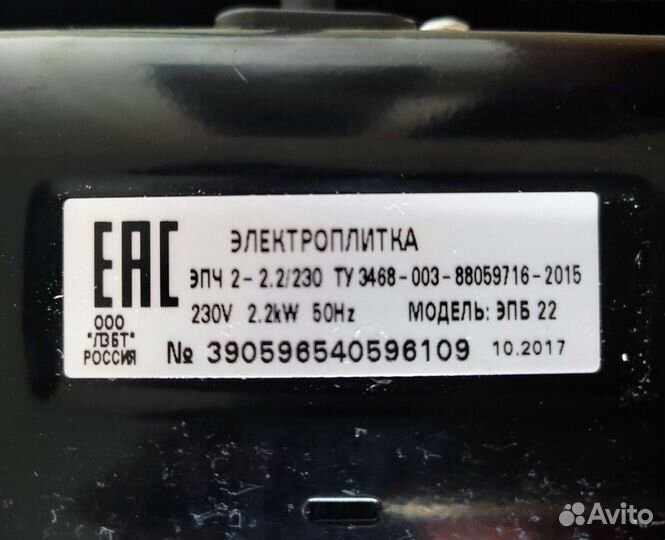 EAC
ЭЛЕКТРОПЛИТКА
ЭПЧ 2-2.2/230 ТУ 3468-003-88059716-2015
230V 2.2kW 50Hz МОДЕЛЬ: ЭПБ 22
ООО
"ЛЗБТ"
РОССИЯ
№ 390596540596109 10.2017
Avito